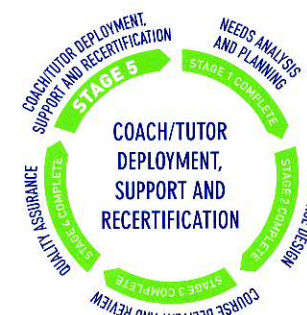 COACH/TUTOR DEPLOYMENT,
SUPPORT AND RECERTIFICATION
STAGE 5
NEEDS ANALYSIS
AND PLANNING
STAGE 1 COMPLETE
STAGE 2 COMPLETE
DESIGN
COURSE DELIVERY AND REVIEW
STAGE 3 COMPLETE
QUALITY ASSURANCE
STAGE 4 COMPLETE
COACH/TUTOR
DEPLOYMENT,
SUPPORT AND
RECERTIFICATION